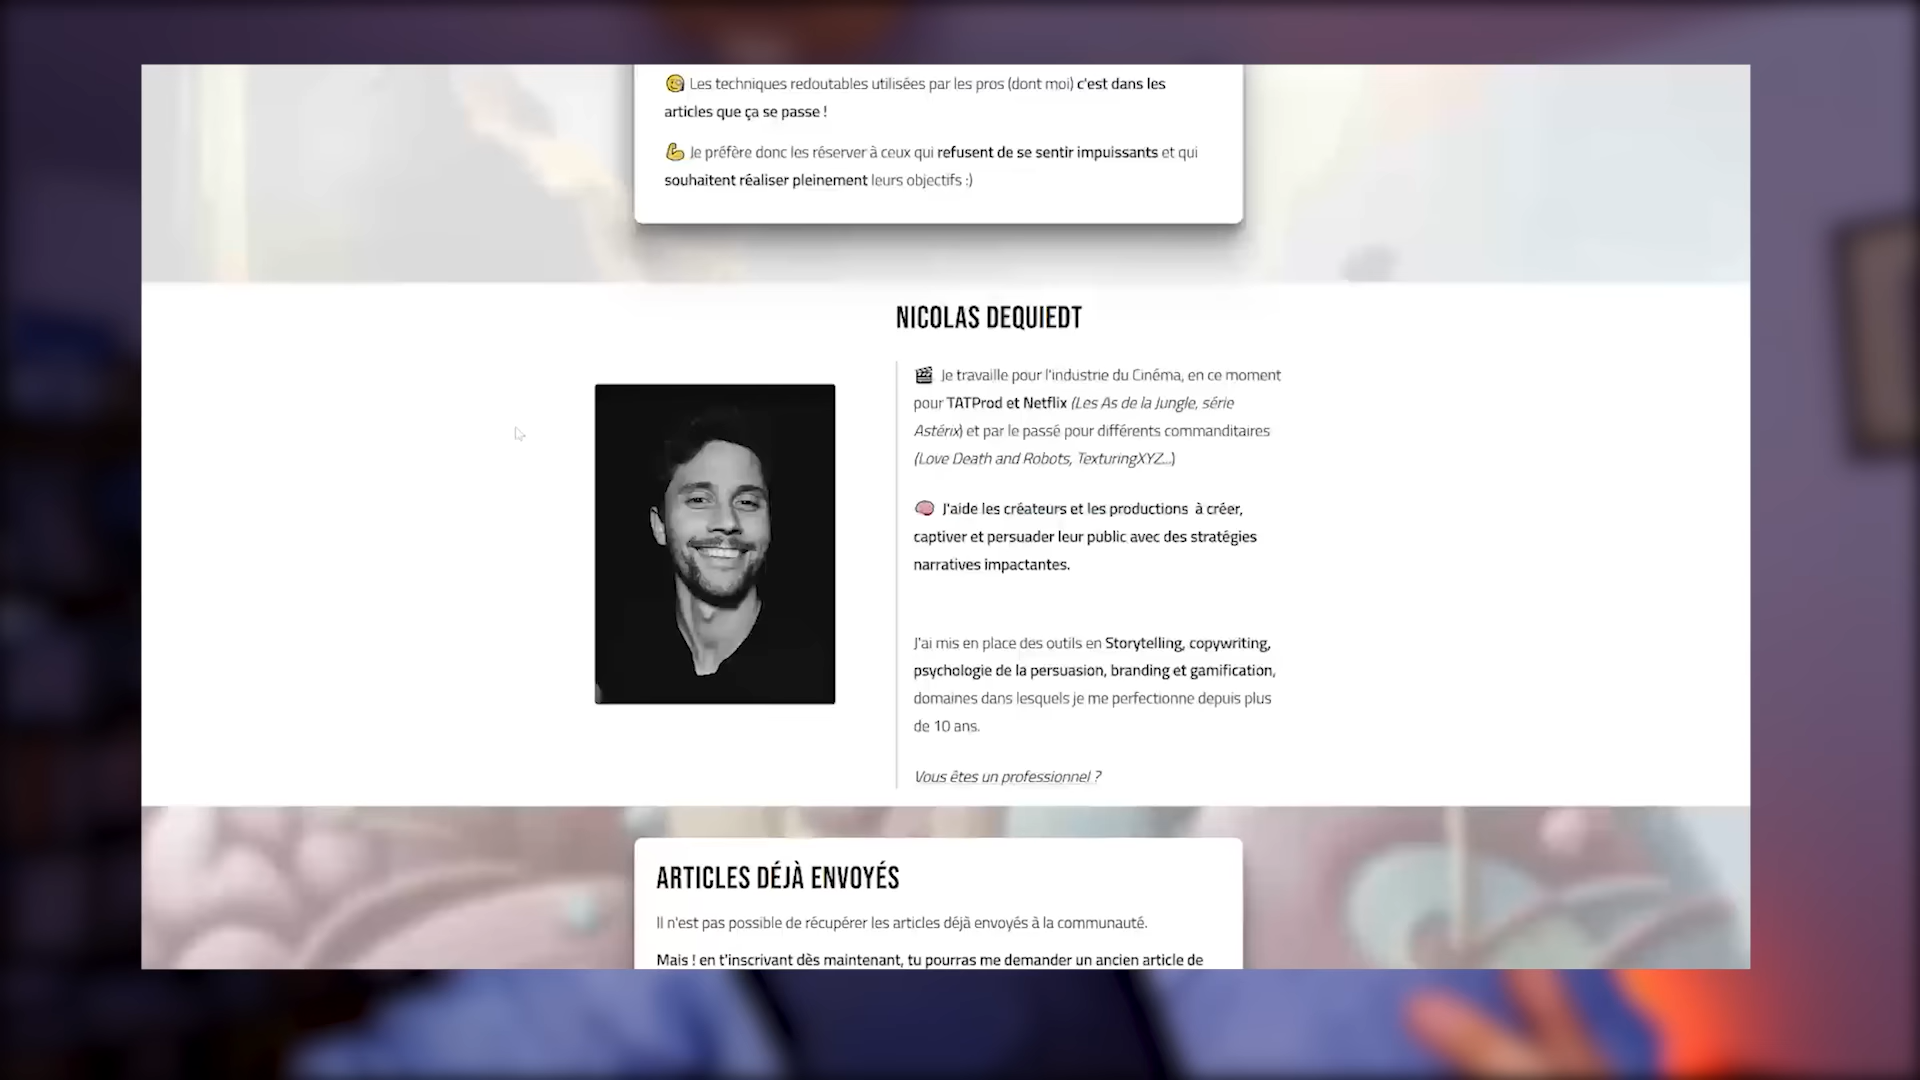 Les techniques redoutables utilisées par les pros (dont moi) c'est dans les
articles que ça se passe !
Je préfère donc les réserver à ceux qui refusent de se sentir impuissants et qui
souhaitent réaliser pleinement leurs objectifs :)
NICOLAS DEQUIEDT
Je travaille pour l'industrie du Cinéma, en ce moment
pour TATProd et Netflix (Les As de la Jungle, série
Astérix) et par le passé pour différents commanditaires
(Love Death and Robots, TexturingXYZ...)
J'aide les créateurs et les productions à créer,
captiver et persuader leur public avec des stratégies
narratives impactantes.
J'ai mis en place des outils en Storytelling, copywriting,
psychologie de la persuasion, branding et gamification,
domaines dans lesquels je me perfectionne depuis plus
de 10 ans.
Vous êtes un professionnel ?
ARTICLES DÉJÀ ENVOYÉS
Il n'est pas possible de récupérer les articles déjà envoyés à la communauté.
Mais ! en t'inscrivant dès maintenant, tu pourras me demander un ancien article de